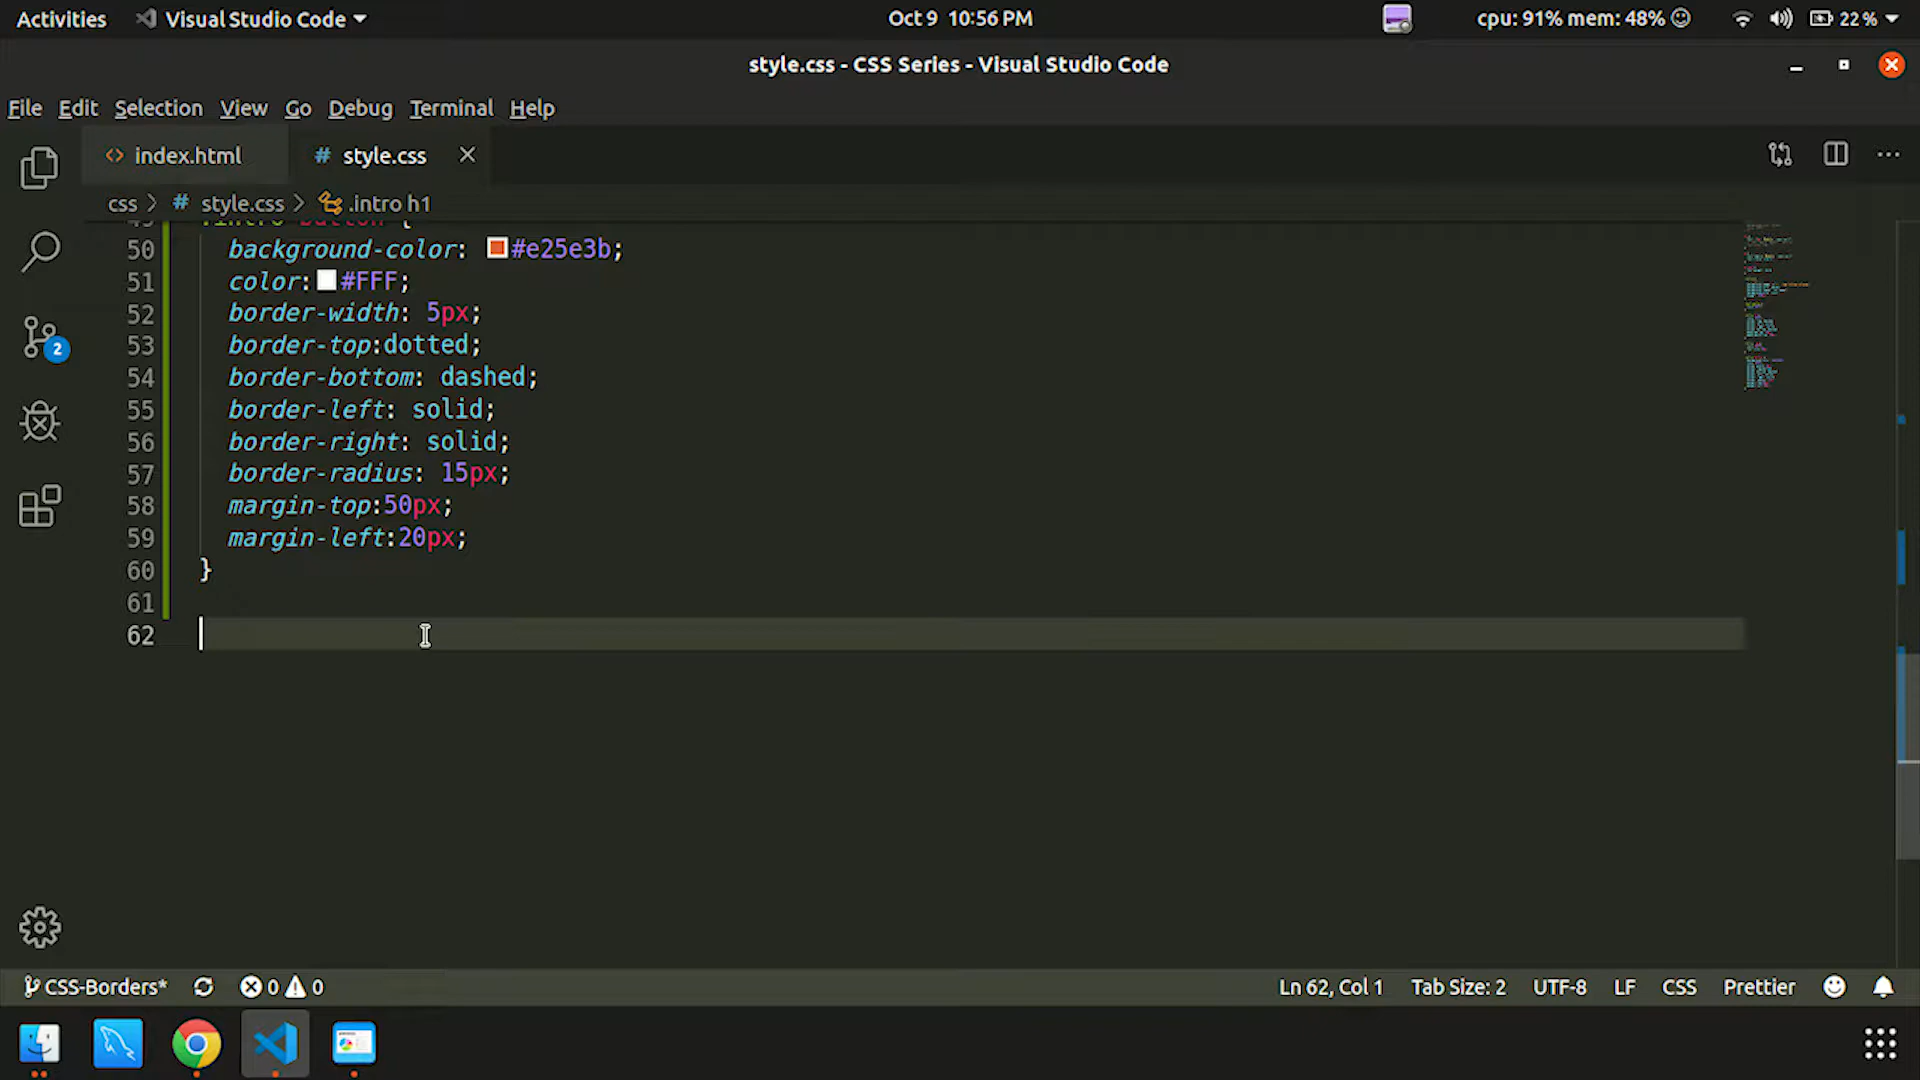 Activities Visual Studio Code Oct 9 10:56 PM cpu: 91% mem: 48% 22 %
style.css - CSS Series - Visual Studio Code
File Edit Selection View Go Debug Terminal Help
index.html # style.css
css > # style.css > .intro h1
50 background-color: #e25e3b;
51 color: #FFF;
52 border-width: 5px;
53 border-top:dotted;
54 border-bottom: dashed;
55 border-left: solid;
56 border-right: solid;
57 border-radius: 15px;
58 margin-top:50px;
59 margin-left:20px;
60 }
61
62
2
CSS-Borders* 0 0 Ln 62, Col 1 Tab Size: 2 UTF-8 LF CSS Prettier